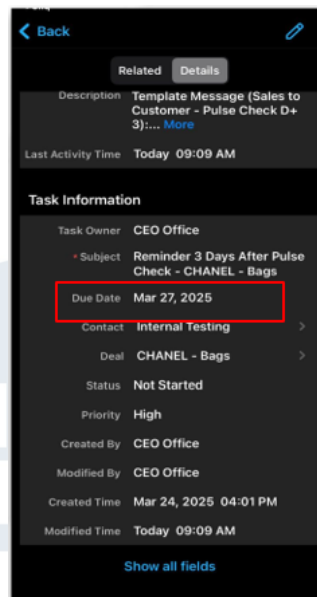 Back
Related Details
Description Template Message (Sales to
Customer - Pulse Check D+
3):... More
Last Activity Time Today 09:09 AM
Task Information
Task Owner CEO Office
* Subject Reminder 3 Days After Pulse
Check - CHANEL - Bags
Due Date Mar 27, 2025
Contact Internal Testing
Deal CHANEL - Bags
Status Not Started
Priority High
Created By CEO Office
Modified By CEO Office
Created Time Mar 24, 2025 04:01 PM
Modified Time Today 09:09 AM
Show all fields